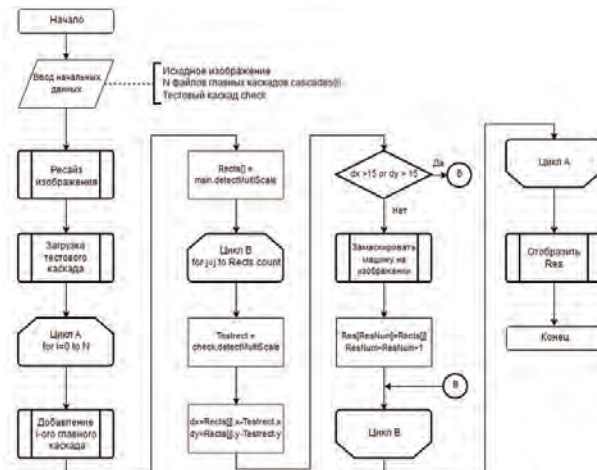 Начало
Ввод начальных
данных
Исходное изображение
N файлов главных каскадов cascades[i]
Тестовый каскад check
Ресайз
изображения
Загрузка
тестового
каскада
Цикл A
for i=0 to N
Добавление
i-ого главного
каскада
Rects[] =
main.detectMultiScale
Цикл B
for j=j to Rects count
Testrect =
check.detectMultiScale
dx=Rects[j].x-Testrect.x
dy=Rects[j].y-Testrect.y
dx >15 or dy > 15
Да
B
Нет
Замаскировать
машину на
изображении
Res[ResNum]=Rects[j]
ResNum=ResNum+1
B
Цикл B
Цикл A
Отобразить
Res
Конец